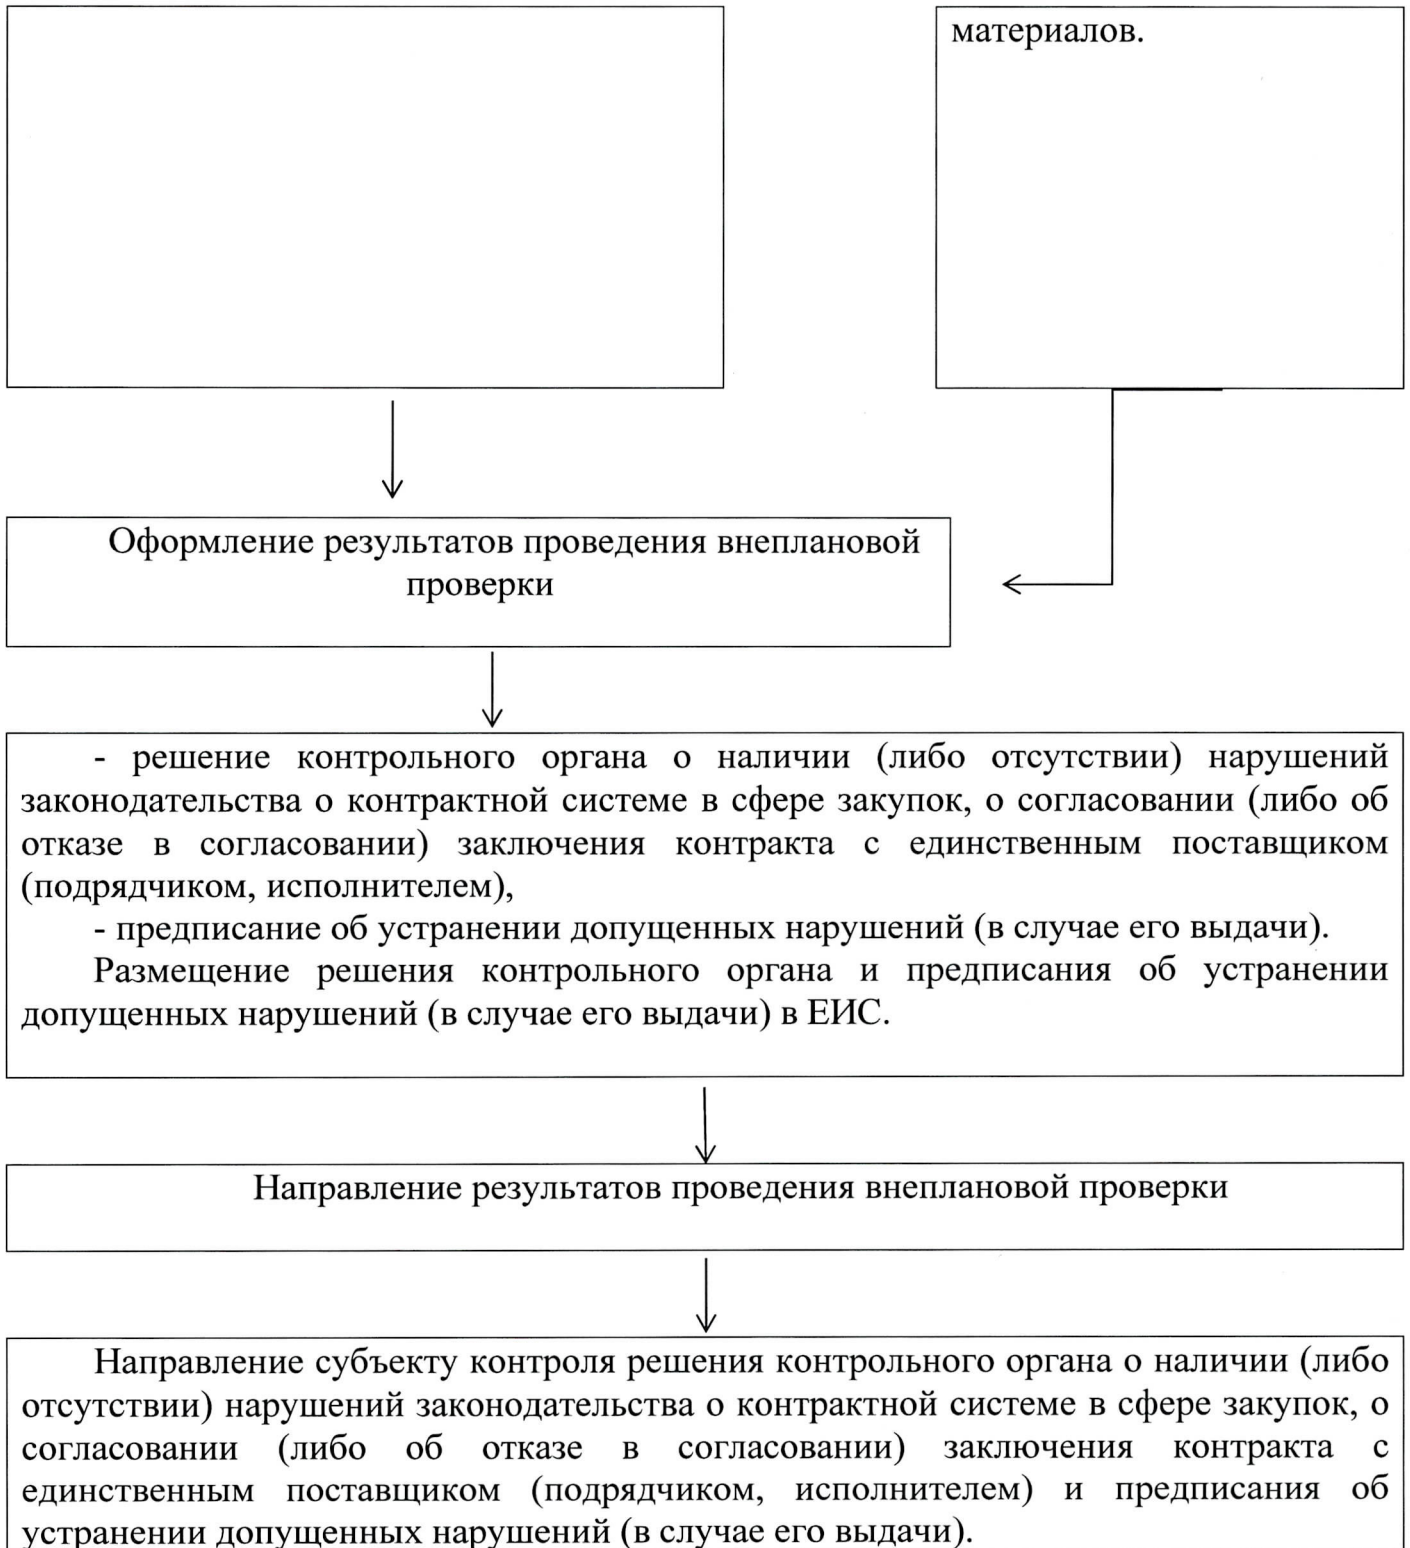 материалов.
Оформление результатов проведения внеплановой
проверки
- решение контрольного органа о наличии (либо отсутствии) нарушений
законодательства о контрактной системе в сфере закупок, о согласовании (либо об
отказе в согласовании) заключения контракта с единственным поставщиком
(подрядчиком, исполнителем),
- предписание об устранении допущенных нарушений (в случае его выдачи).
Размещение решения контрольного органа и предписания об устранении
допущенных нарушений (в случае его выдачи) в ЕИС.
Направление результатов проведения внеплановой проверки
Направление субъекту контроля решения контрольного органа о наличии (либо
отсутствии) нарушений законодательства о контрактной системе в сфере закупок, о
согласовании (либо об отказе в согласовании) заключения контракта с
единственным поставщиком (подрядчиком, исполнителем) и предписания об
устранении допущенных нарушений (в случае его выдачи).